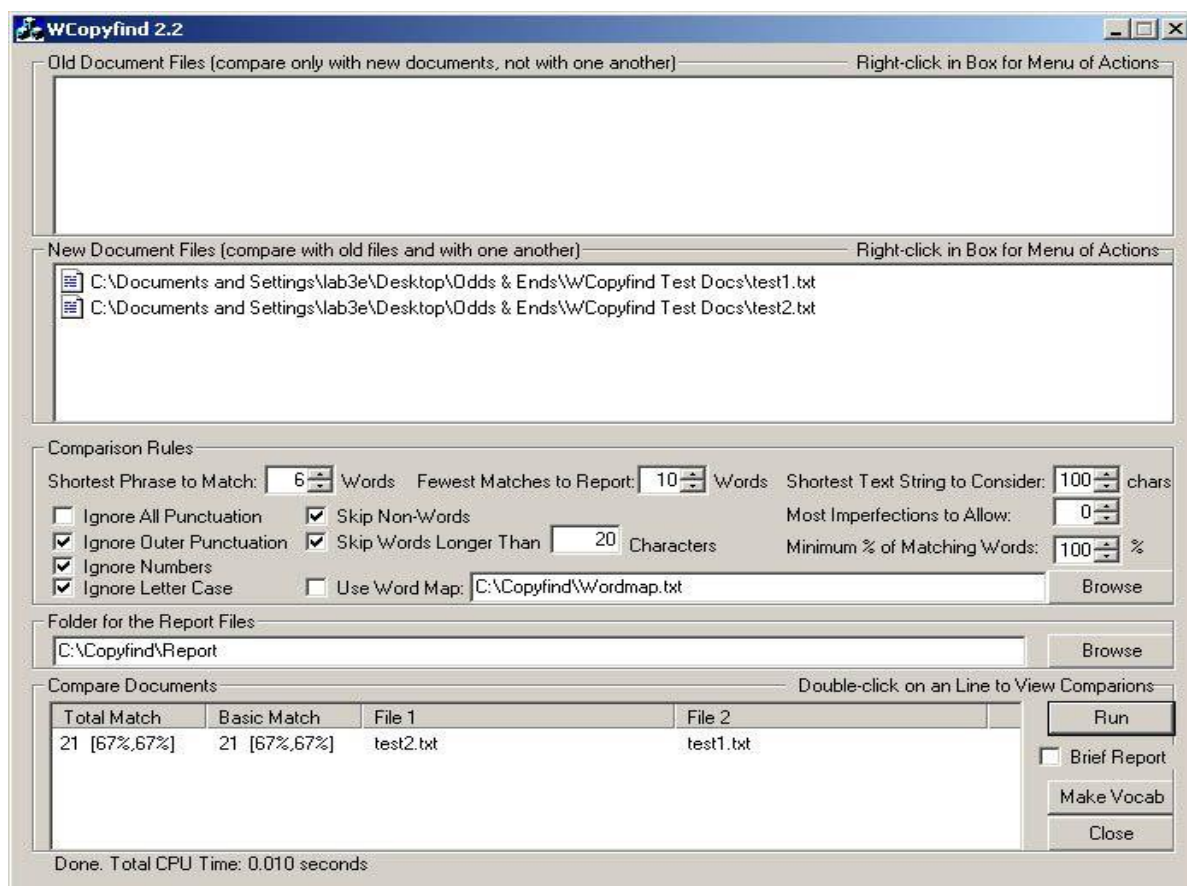 WCopyfind 2.2
Old Document Files (compare only with new documents, not with one another) Right-click in Box for Menu of Actions
New Document Files (compare with old files and with one another) Right-click in Box for Menu of Actions
C:\Documents and Settings\lab3e\Desktop\Odds & Ends\WCopyfind Test Docs\test1.txt
C:\Documents and Settings\lab3e\Desktop\Odds & Ends\WCopyfind Test Docs\test2.txt
Comparison Rules
Shortest Phrase to Match: 6 Words Fewest Matches to Report: 10 Words Shortest Text String to Consider: 100 chars
Ignore All Punctuation Skip Non-Words Most Imperfections to Allow: 0
Ignore Outer Punctuation Skip Words Longer Than 20 Characters Minimum % of Matching Words: 100 %
Ignore Numbers
Ignore Letter Case Use Word Map: C:\Copyfind\Wordmap.txt Browse
Folder for the Report Files
C:\Copyfind\Report Browse
Compare Documents Double-click on an Line to View Comparions
Total Match Basic Match File 1 File 2 Run
21 [67%,67%] 21 [67%,67%] test2.txt test1.txt
Brief Report
Make Vocab
Close
Done. Total CPU Time: 0.010 seconds